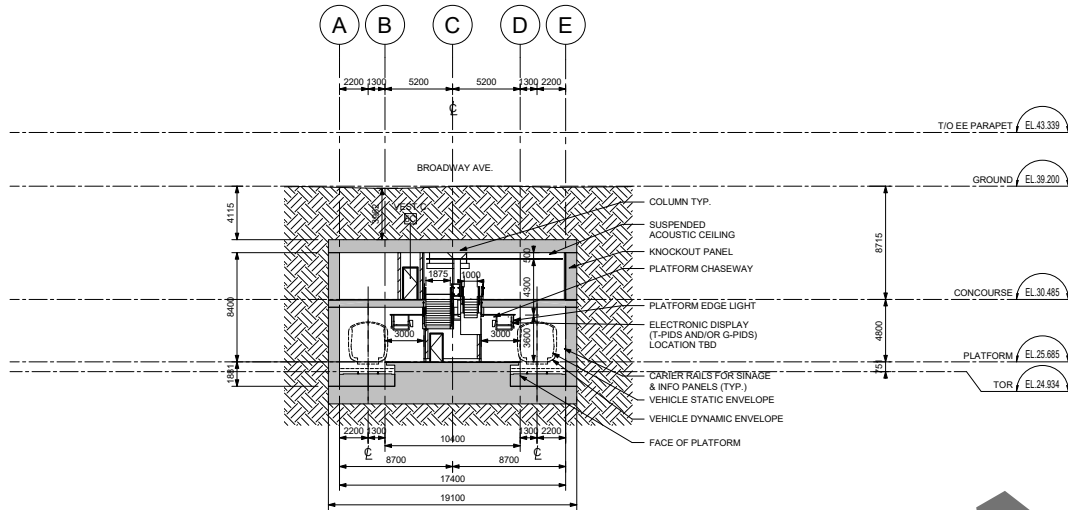 A B C D E
2200 1300 5200 5200 1300 2200
℄
T/O EE PARAPET EL.43.339
BROADWAY AVE.
GROUND EL.39.200
4115
3962
VEST C
COLUMN TYP.
SUSPENDED
ACOUSTIC CEILING
KNOCKOUT PANEL
PLATFORM CHASEWAY
8715
500
1875 1000
4300
CONCOURSE EL.30.485
8400
PLATFORM EDGE LIGHT
ELECTRONIC DISPLAY
(T-PIDS AND/OR G-PIDS)
LOCATION TBD
3000 3000
3600
4800
PLATFORM EL.25.685
751
1881
TOR EL.24.934
CARIER RAILS FOR SINAGE
& INFO PANELS (TYP.)
VEHICLE STATIC ENVELOPE
VEHICLE DYNAMIC ENVELOPE
FACE OF PLATFORM
2200 1300 10400 1300 2200
℄ ℄
8700 8700
17400
19100